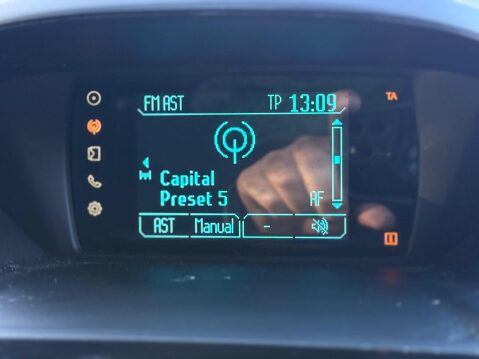 FM AST TP 13:09
TA
Capital
Preset 5 AF
AST Manual -